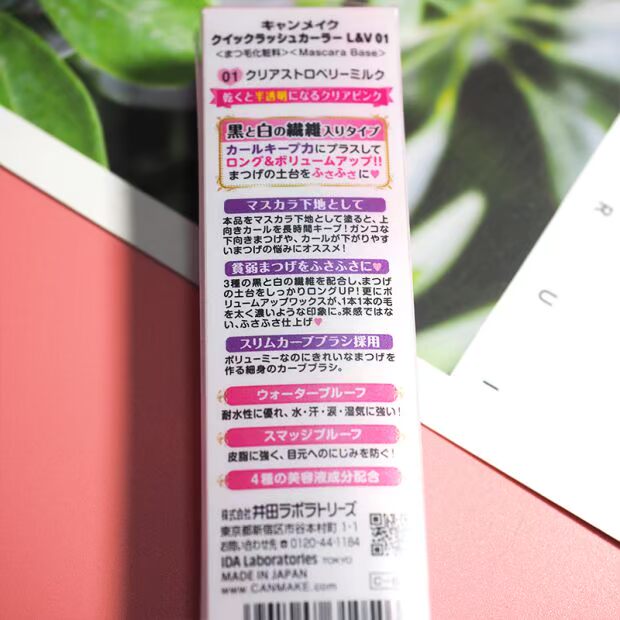 キャンメイク
クイックラッシュカーラー L&V 01
＜まつ毛化粧料＞＜Mascara Base＞
01 クリアストロベリーミルク
乾くと半透明になるクリアピンク
黒と白の繊維入りタイプ
カールキープ力にプラスして
ロング&ボリュームアップ!!
まつげの土台をふさふさに♥
マスカラ下地として
本品をマスカラ下地として塗ると、上
向きカールを長時間キープ！ガンコな
下向きまつげや、カールが下がりやす
いまつげの悩みにオススメ！
貧弱まつげをふさふさに♥
3種の黒と白の繊維を配合し、まつげ
の土台をしっかりロングUP！更にボ
リュームアップワックスが、1本1本の毛
を太く濃いような印象に。束感ではな
い、ふさふさ仕上げ♥
スリムカーブブラシ採用
ボリューミーなのにきれいなまつげを
作る細身のカーブブラシ。
ウォータープルーフ
耐水性に優れ、水・汗・涙・湿気に強い！
スマッジプルーフ
皮脂に強く、目元へのにじみを防ぐ！
4種の美容液成分配合
株式会社 井田ラボラトリーズ
東京都新宿区市谷本村町1-1
お問い合わせ先 ☎0120-44-1184
IDA Laboratories TOKYO
MADE IN JAPAN
www.CANMAKE.com
R
U
I